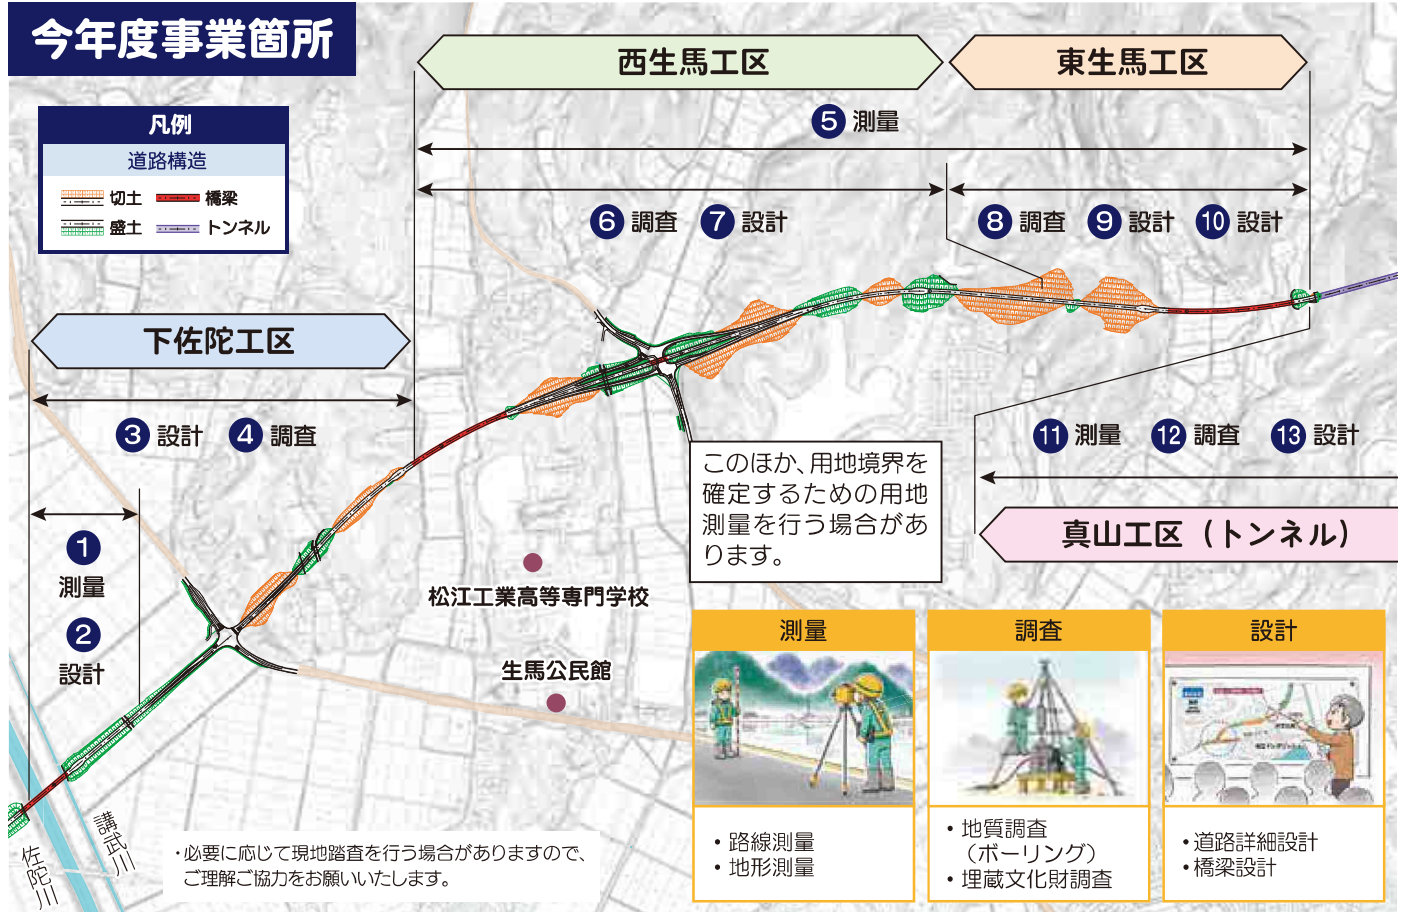 今年度事業箇所
凡例
道路構造
切土
橋梁
盛土
トンネル
西生馬工区
東生馬工区
5 測量
6 調査
7 設計
8 調査
9 設計
10 設計
下佐陀工区
3 設計
4 調査
1
測量
2
設計
11 測量
12 調査
13 設計
真山工区（トンネル）
このほか、用地境界を
確定するための用地
測量を行う場合があ
ります。
松江工業高等専門学校
生馬公民館
佐陀川
講武川
・必要に応じて現地踏査を行う場合がありますので、
ご理解ご協力をお願いいたします。
測量
・路線測量
・地形測量
調査
・地質調査
（ボーリング）
・埋蔵文化財調査
設計
・道路詳細設計
・橋梁設計